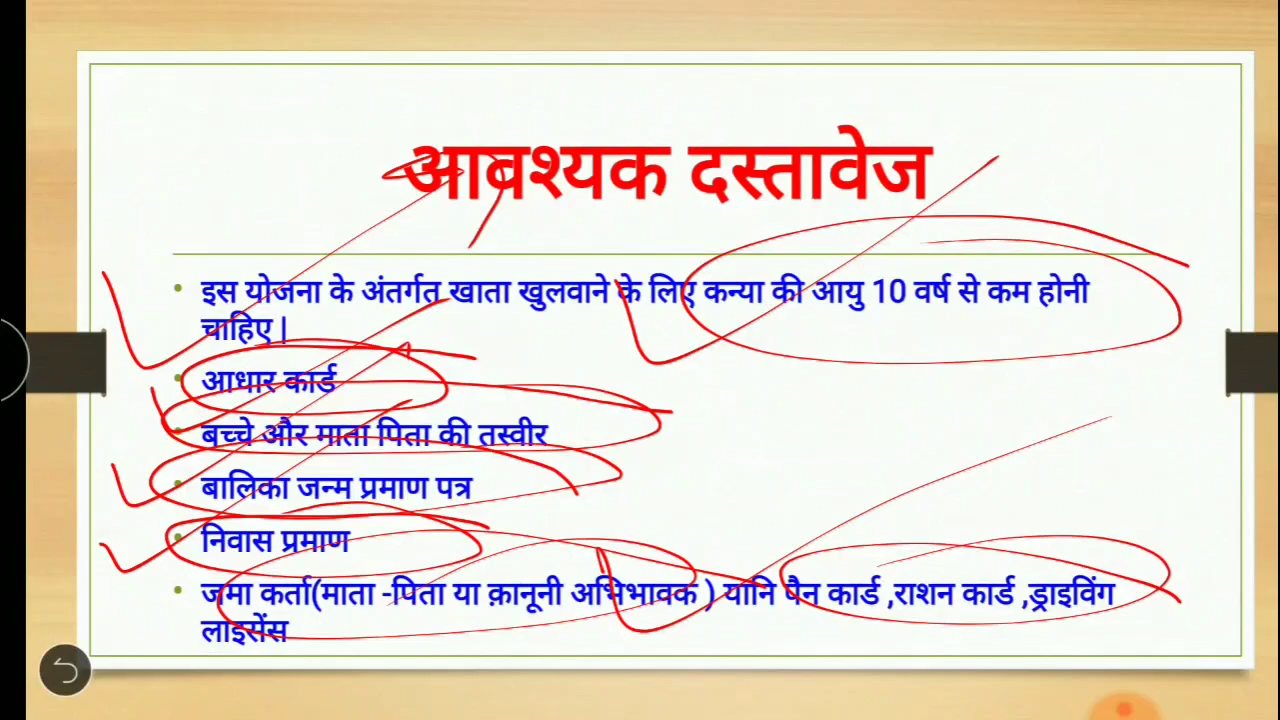 आवश्यक दस्तावेज
इस योजना के अंतर्गत खाता खुलवाने के लिए कन्या की आयु 10 वर्ष से कम होनी
चाहिए |
आधार कार्ड
बच्चे और माता पिता की तस्वीर
बालिका जन्म प्रमाण पत्र
निवास प्रमाण
जमा कर्ता(माता -पिता या क़ानूनी अभिभावक ) यानि पैन कार्ड ,राशन कार्ड ,ड्राइविंग
लाइसेंस